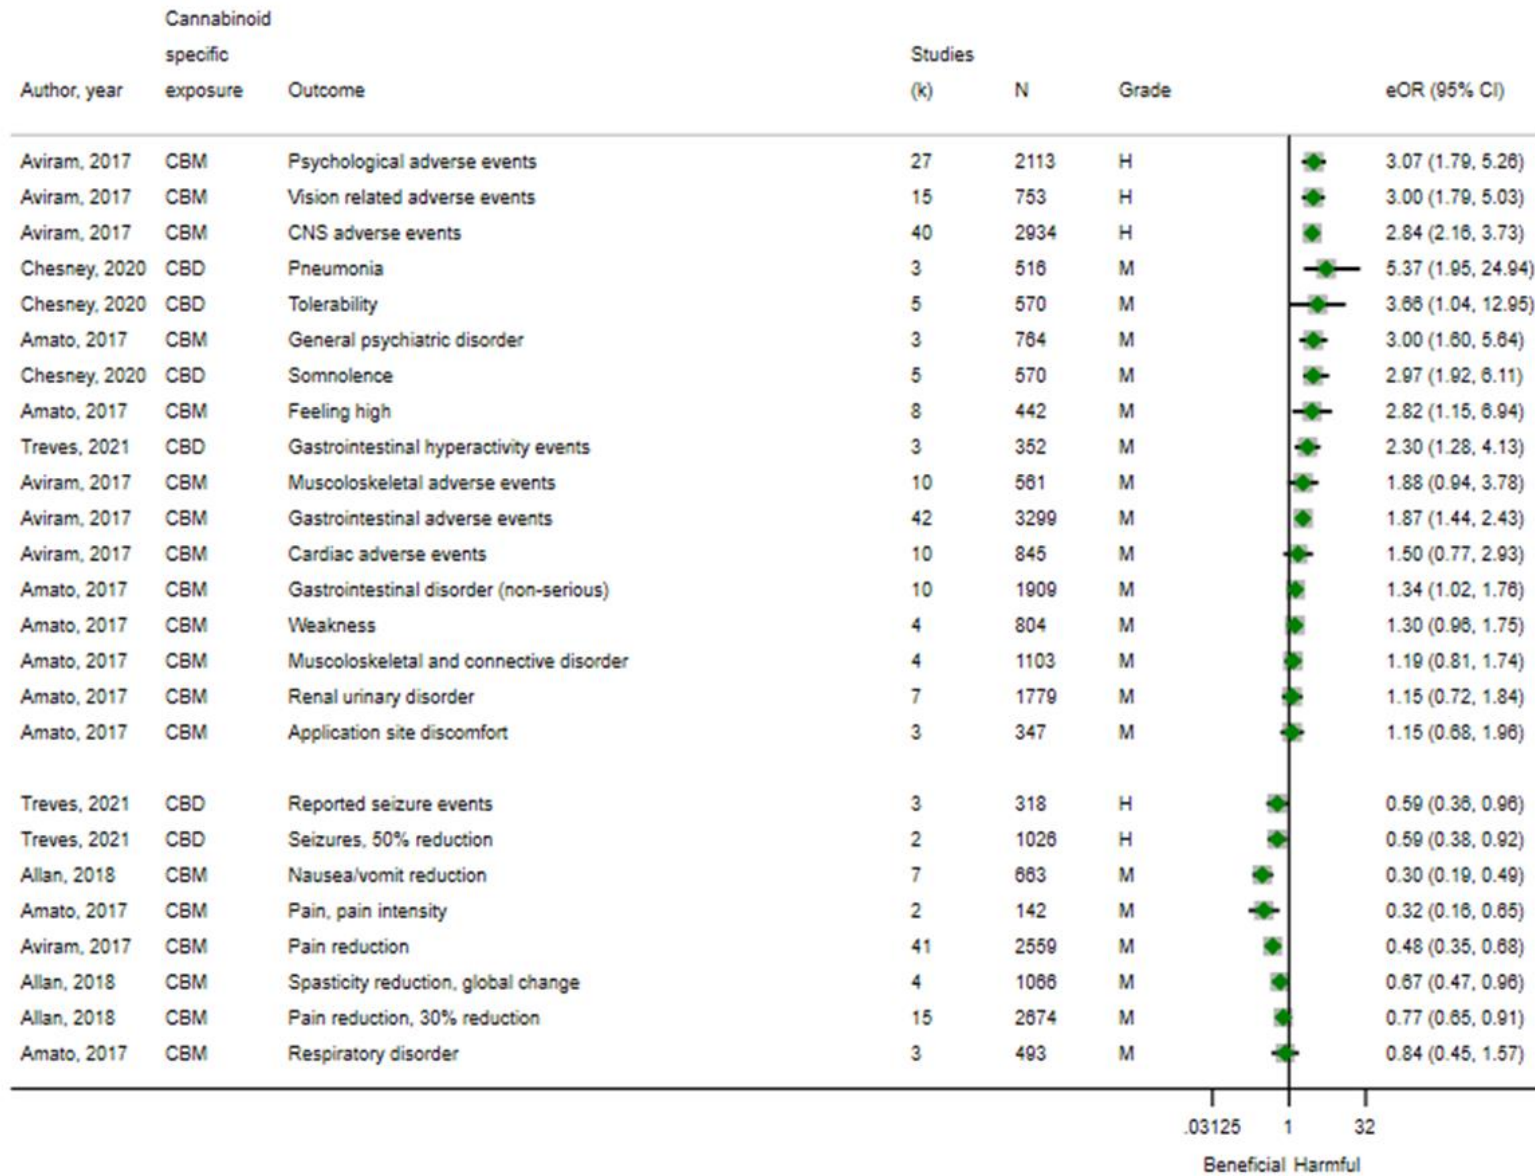 Cannabinoid
specific Studies
Author, year exposure Outcome (k) N Grade eOR (95% CI)
Aviram, 2017 CBM Psychological adverse events 27 2113 H 3.07 (1.79, 5.26)
Aviram, 2017 CBM Vision related adverse events 15 753 H 3.00 (1.79, 5.03)
Aviram, 2017 CBM CNS adverse events 40 2934 H 2.84 (2.16, 3.73)
Chesney, 2020 CBD Pneumonia 3 516 M 5.37 (1.95, 24.94)
Chesney, 2020 CBD Tolerability 5 570 M 3.66 (1.04, 12.95)
Amato, 2017 CBM General psychiatric disorder 3 764 M 3.00 (1.60, 5.64)
Chesney, 2020 CBD Somnolence 5 570 M 2.97 (1.92, 6.11)
Amato, 2017 CBM Feeling high 8 442 M 2.82 (1.15, 6.94)
Treves, 2021 CBD Gastrointestinal hyperactivity events 3 352 M 2.30 (1.28, 4.13)
Aviram, 2017 CBM Muscoloskeletal adverse events 10 561 M 1.88 (0.94, 3.78)
Aviram, 2017 CBM Gastrointestinal adverse events 42 3299 M 1.87 (1.44, 2.43)
Aviram, 2017 CBM Cardiac adverse events 10 845 M 1.50 (0.77, 2.93)
Amato, 2017 CBM Gastrointestinal disorder (non-serious) 10 1909 M 1.34 (1.02, 1.76)
Amato, 2017 CBM Weakness 4 804 M 1.30 (0.96, 1.75)
Amato, 2017 CBM Muscoloskeletal and connective disorder 4 1103 M 1.19 (0.81, 1.74)
Amato, 2017 CBM Renal urinary disorder 7 1779 M 1.15 (0.72, 1.84)
Amato, 2017 CBM Application site discomfort 3 347 M 1.15 (0.68, 1.96)
Treves, 2021 CBD Reported seizure events 3 318 H 0.59 (0.36, 0.96)
Treves, 2021 CBD Seizures, 50% reduction 2 1026 H 0.59 (0.38, 0.92)
Allan, 2018 CBM Nausea/vomit reduction 7 663 M 0.30 (0.19, 0.49)
Amato, 2017 CBM Pain, pain intensity 2 142 M 0.32 (0.16, 0.65)
Aviram, 2017 CBM Pain reduction 41 2559 M 0.48 (0.35, 0.68)
Allan, 2018 CBM Spasticity reduction, global change 4 1066 M 0.67 (0.47, 0.96)
Allan, 2018 CBM Pain reduction, 30% reduction 15 2674 M 0.77 (0.65, 0.91)
Amato, 2017 CBM Respiratory disorder 3 493 M 0.84 (0.45, 1.57)
.03125 1 32
Beneficial Harmful